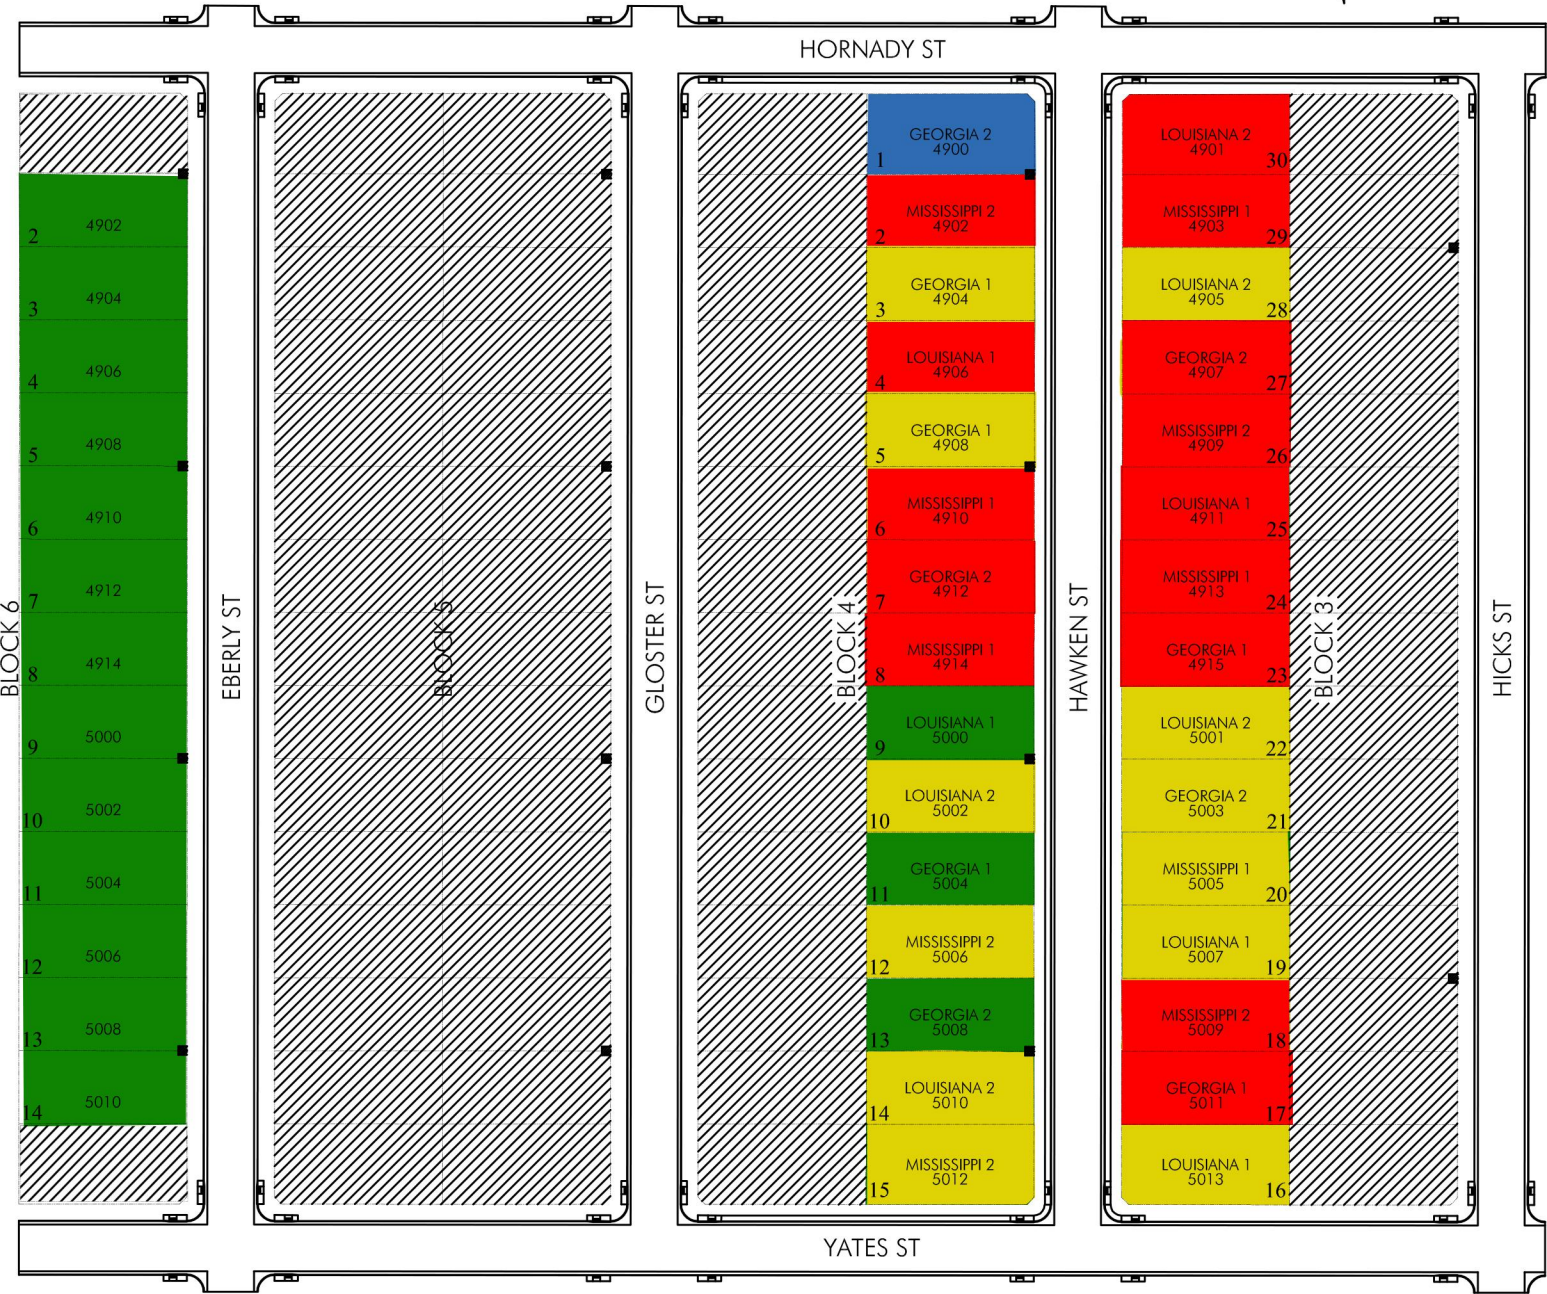 HORNADY ST
BLOCK 6
2
4902
3
4904
4
4906
5
4908
6
4910
7
4912
8
4914
9
5000
10
5002
11
5004
12
5006
13
5008
14
5010
EBERLY ST
BLOCK 5
GLOSTER ST
BLOCK 4
GEORGIA 2
4900
1
MISSISSIPPI 2
4902
2
GEORGIA 1
4904
3
LOUISIANA 1
4906
4
GEORGIA 1
4908
5
MISSISSIPPI 1
4910
6
GEORGIA 2
4912
7
MISSISSIPPI 1
4914
8
LOUISIANA 1
5000
9
LOUISIANA 2
5002
10
GEORGIA 1
5004
11
MISSISSIPPI 2
5006
12
GEORGIA 2
5008
13
LOUISIANA 2
5010
14
MISSISSIPPI 2
5012
15
HAWKEN ST
LOUISIANA 2
4901
30
MISSISSIPPI 1
4903
29
LOUISIANA 2
4905
28
GEORGIA 2
4907
27
MISSISSIPPI 2
4909
26
LOUISIANA 1
4911
25
MISSISSIPPI 1
4913
24
GEORGIA 1
4915
23
LOUISIANA 2
5001
22
GEORGIA 2
5003
21
MISSISSIPPI 1
5005
20
LOUISIANA 1
5007
19
MISSISSIPPI 2
5009
18
GEORGIA 1
5011
17
LOUISIANA 1
5013
16
BLOCK 3
HICKS ST
YATES ST